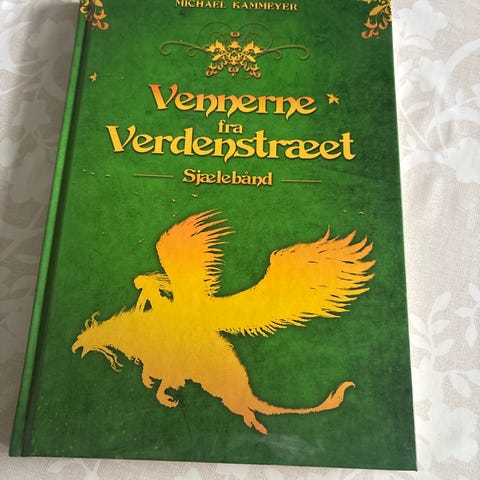 MICHAEL KAMMEYER
Vennerne
fra
Verdenstræet
Sjælebånd